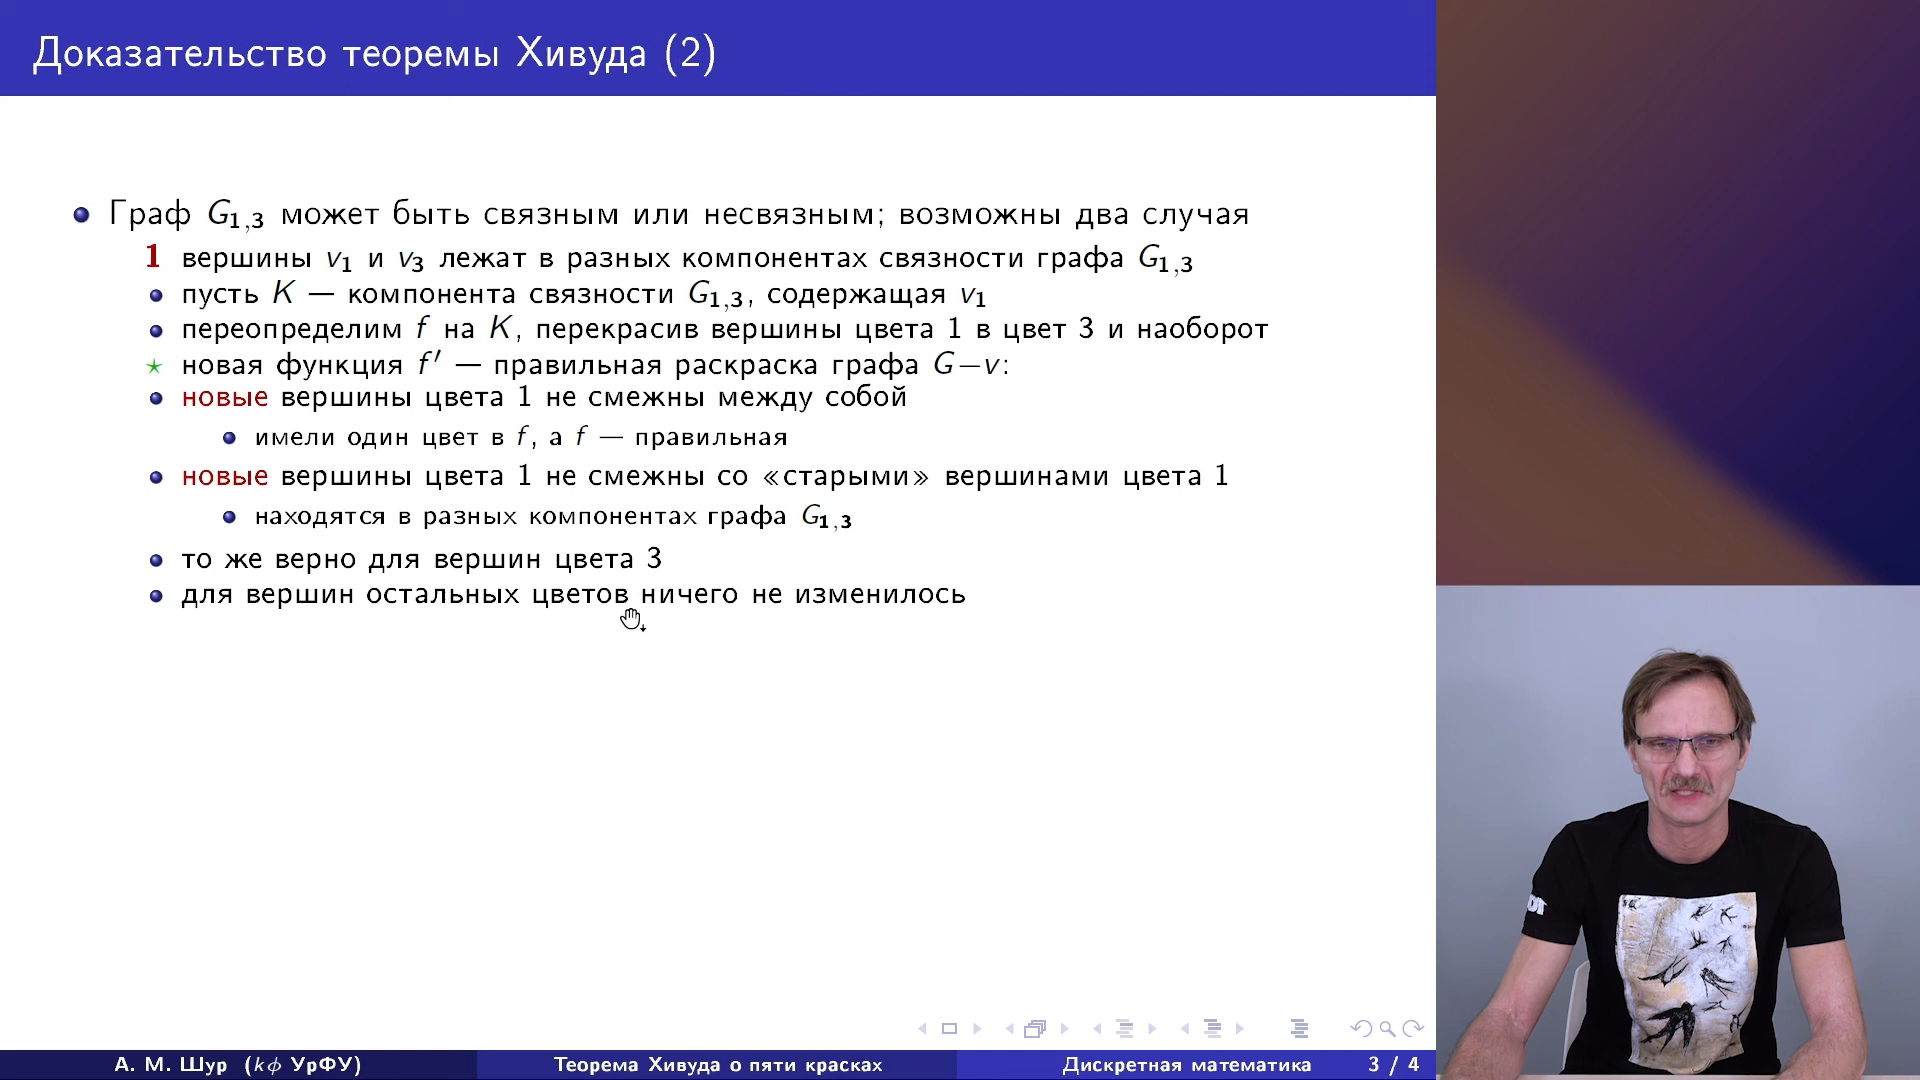 Доказательство теоремы Хивуда (2)
Граф G1,3 может быть связным или несвязным; возможны два случая
1 вершины v1 и v3 лежат в разных компонентах связности графа G1,3
пусть K — компонента связности G1,3, содержащая v1
переопределим f на K, перекрасив вершины цвета 1 в цвет 3 и наоборот
⋆ новая функция f′ — правильная раскраска графа G−v:
новые вершины цвета 1 не смежны между собой
имели один цвет в f, а f — правильная
новые вершины цвета 1 не смежны со «старыми» вершинами цвета 1
находятся в разных компонентах графа G1,3
то же верно для вершин цвета 3
для вершин остальных цветов ничего не изменилось
А. М. Шур (kф УрФУ) Теорема Хивуда о пяти красках Дискретная математика 3 / 4